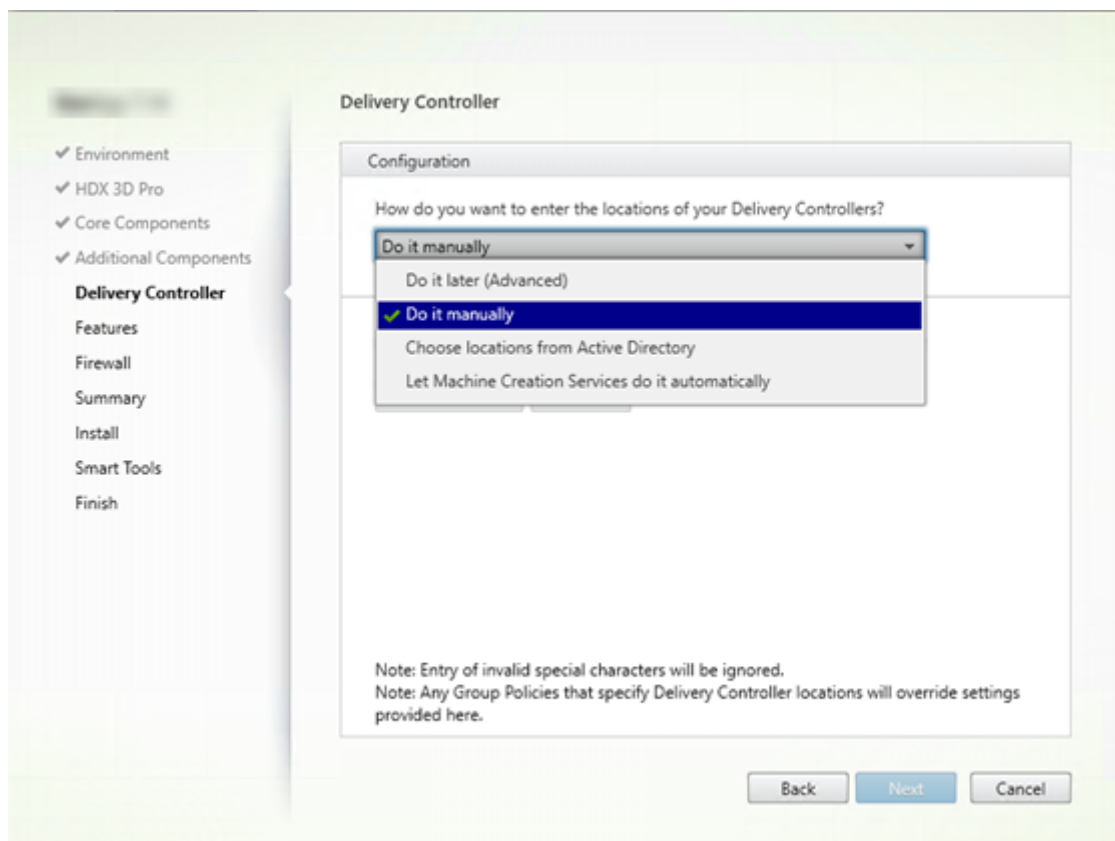 Delivery Controller
Environment
HDX 3D Pro
Core Components
Additional Components
Delivery Controller
Features
Firewall
Summary
Install
Smart Tools
Finish
Configuration
How do you want to enter the locations of your Delivery Controllers?
Do it manually
Do it later (Advanced)
Do it manually
Choose locations from Active Directory
Let Machine Creation Services do it automatically
Note: Entry of invalid special characters will be ignored.
Note: Any Group Policies that specify Delivery Controller locations will override settings
provided here.
Back
Next
Cancel